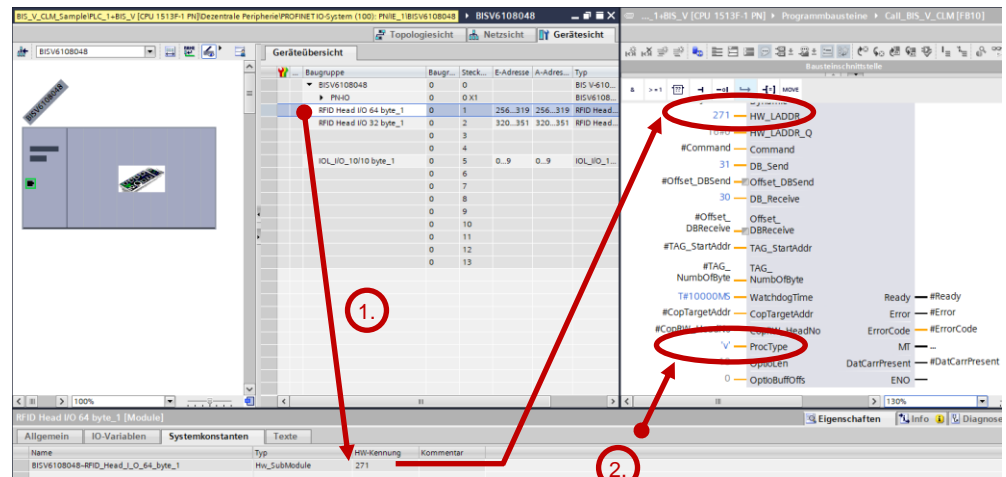 BIS_V_CLM_Sample\PLC_1+BIS_V [CPU 1513F-1 PN]\Dezentrale Peripherie\PROFINET IO-System (100): PN/IE_1\BISV6108048 ▸ BISV6108048
_1+BIS_V [CPU 1513F-1 PN] ▸ Programmbausteine ▸ Call_BIS_V_CLM [FB10]
Topologiesicht Netzsicht Gerätesicht
BISV6108048
Geräteübersicht
Bausteinschnittstelle
Baugruppe Baugr... Steck... E-Adresse A-Adres... Typ
BISV6108048 0 0 BIS V-610...
PN-IO 0 0 X1 BISV6108...
RFID Head I/O 64 byte_1 0 1 256...319 256...319 RFID Head
RFID Head I/O 32 byte_1 0 2 320...351 320...351 RFID Head
0 3
0 4
IOL_I/O_10/10 byte_1 0 5 0...9 0...9 IOL_I/O_1...
0 6
0 7
0 8
0 9
0 10
0 11
0 12
0 13
BISV6108048
& >=1 [??] MOVE
271 HW_LADDR
HW_LADDR_Q
#Command Command
31 DB_Send
#Offset_DBSend Offset_DBSend
30 DB_Receive
#Offset_ Offset_
DBReceive DBReceive
#TAG_StartAddr TAG_StartAddr
#TAG_ TAG_
NumbOfByte NumbOfByte
T#10000MS WatchdogTime Ready #Ready
#CopTargetAddr CopTargetAddr Error #Error
CopRW_HeadNo ErrorCode #ErrorCode
'V' ProcType MT ...
OptioLen DatCarrPresent #DatCarrPresent
0 OptioBuffOffs ENO
1.
2.
100%
130%
RFID Head I/O 64 byte_1 [Module]
Eigenschaften Info Diagnose
Allgemein IO-Variablen Systemkonstanten Texte
Name Typ HW-Kennung Kommentar
BISV6108048~RFID_Head_I_O_64_byte_1 Hw_SubModule 271